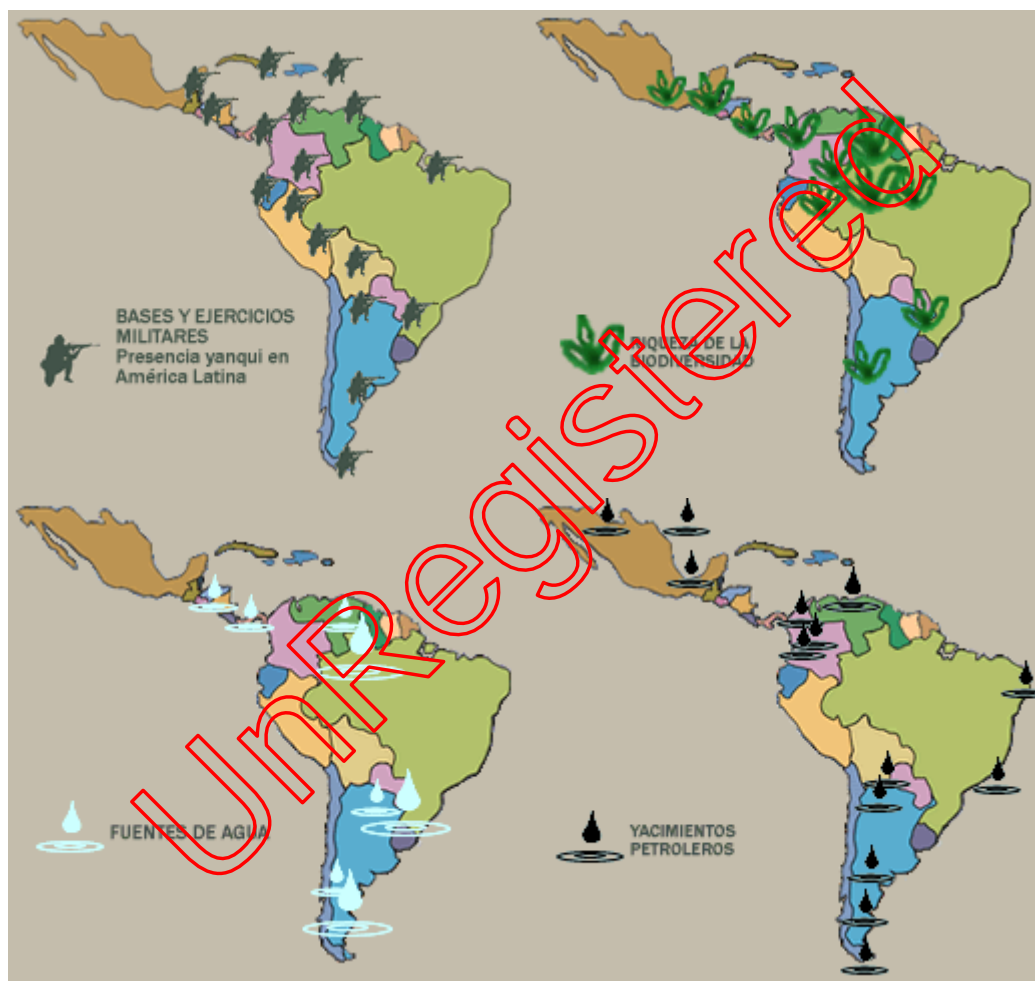 BASES Y EJERCICIOS
MILITARES
Presencia yanqui en
América Latina
RIQUEZA DE LA
BIODIVERSIDAD
FUENTES DE AGUA
YACIMIENTOS
PETROLEROS
UnRegistered